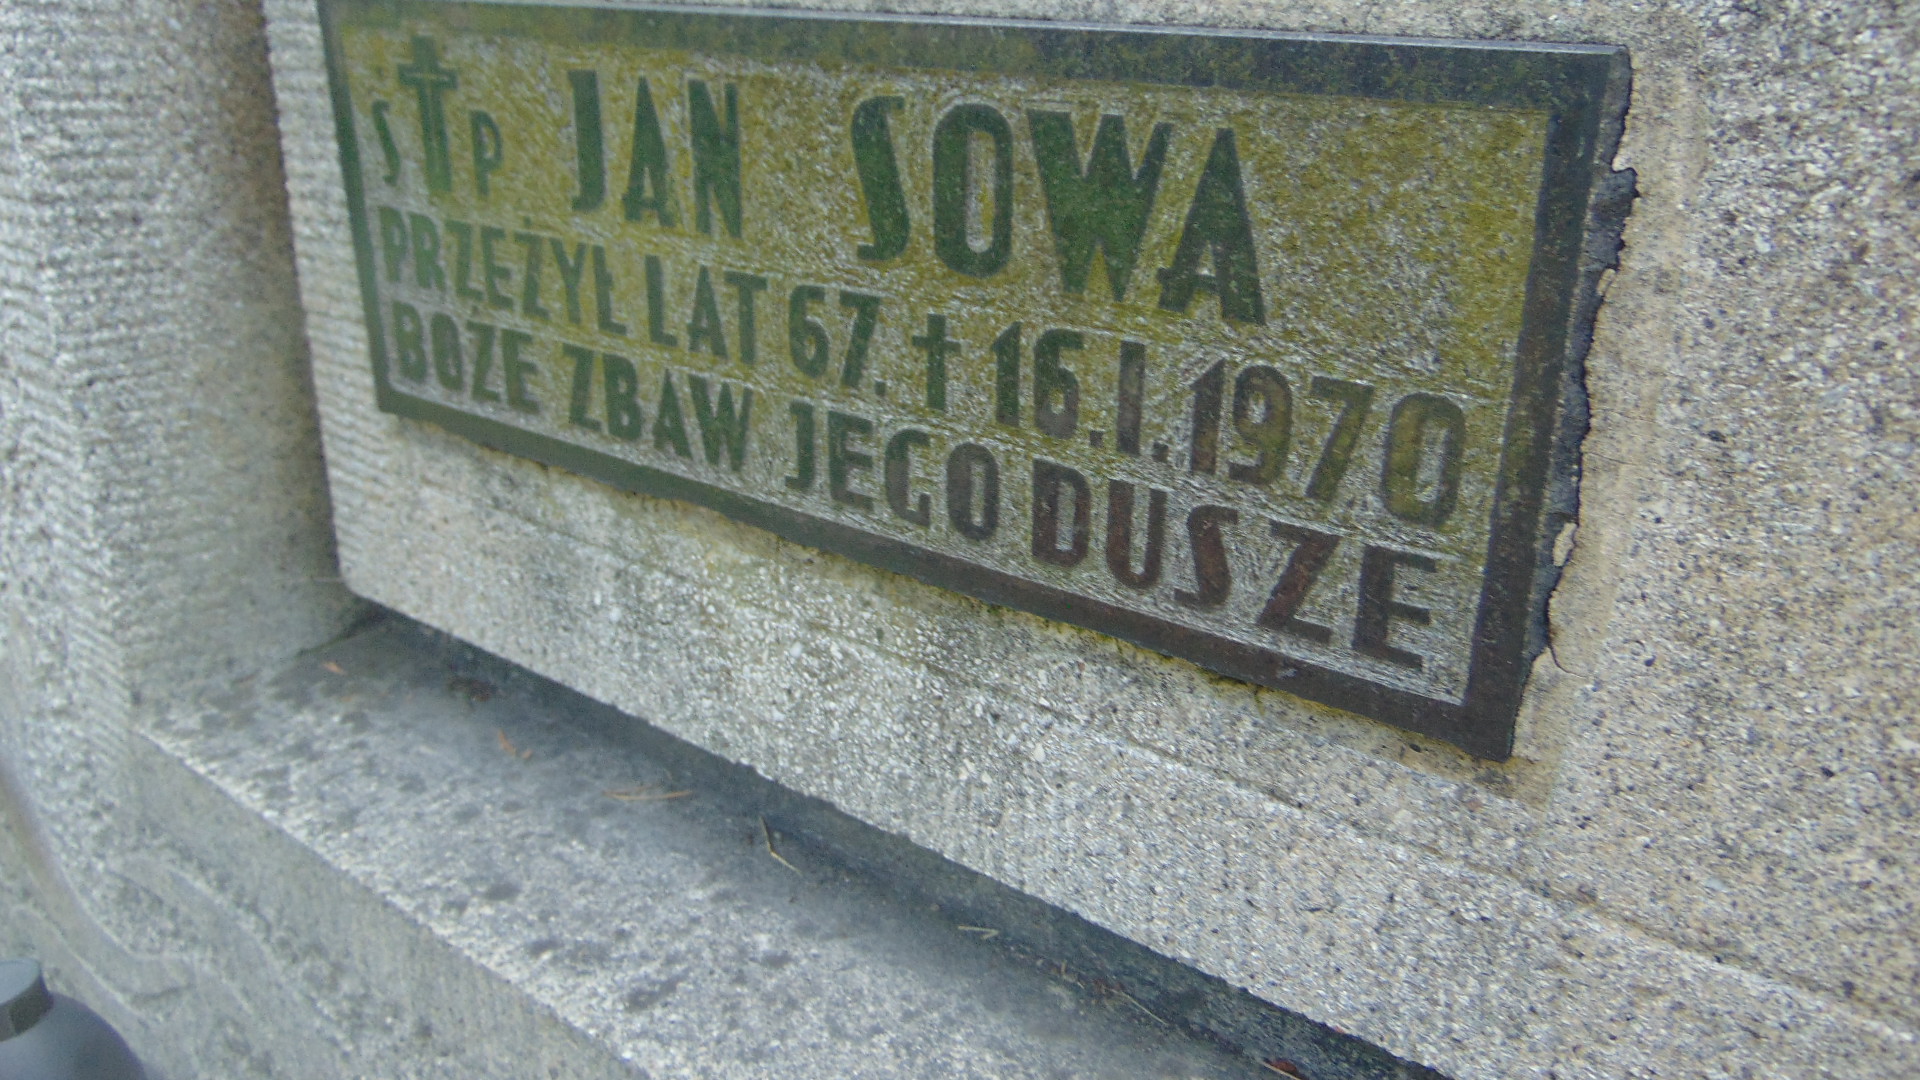 S✝P JAN SOWA
PRZEŻYŁ LAT 67. ✝ 16.I.1970
BOŻE ZBAW JEGO DUSZE